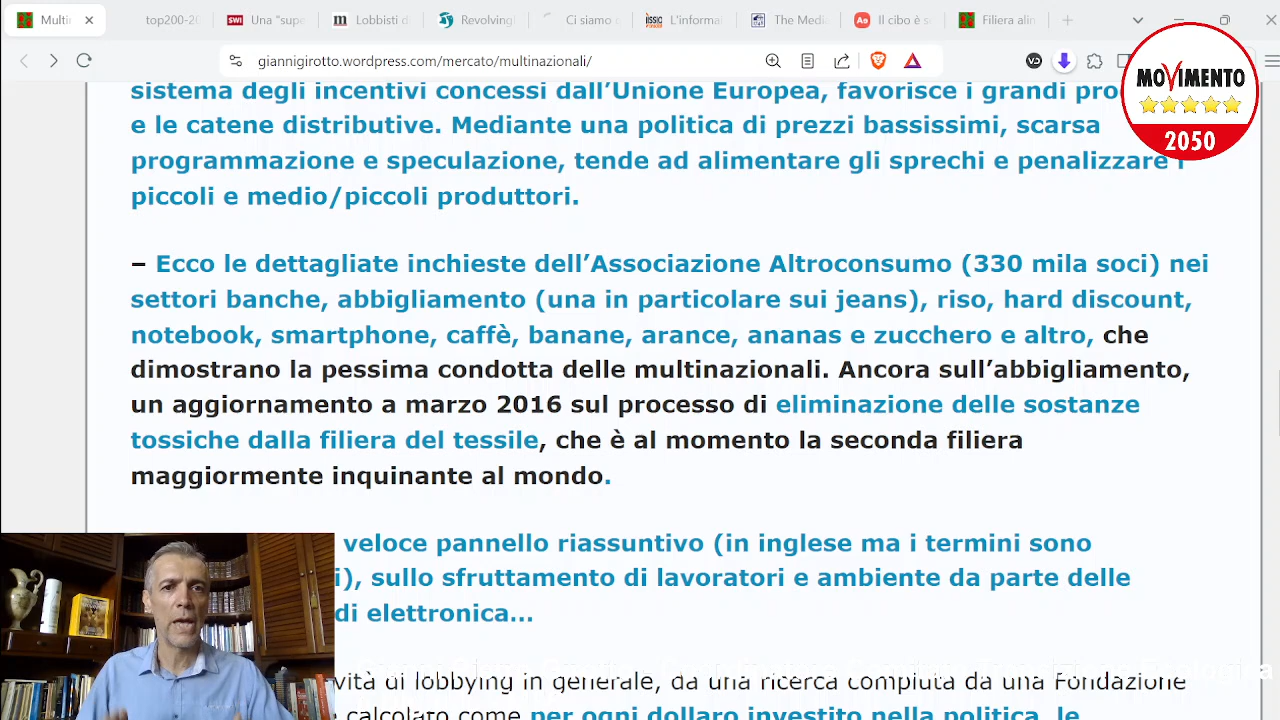 Multin
top200-20
SWI Una "supe
m Lobbisti d
Revolving
Ci siamo
L'informat
The Media
Ae Il cibo è s
Filiera alin
giannigirotto.wordpress.com/mercato/multinazionali/
VD
MOVIMENTO
2050
sistema degli incentivi concessi dall'Unione Europea, favorisce i grandi
e le catene distributive. Mediante una politica di prezzi bassissimi, scarsa
programmazione e speculazione, tende ad alimentare gli sprechi e penalizzare i
piccoli e medio/piccoli produttori.
– Ecco le dettagliate inchieste dell'Associazione Altroconsumo (330 mila soci) nei
settori banche, abbigliamento (una in particolare sui jeans), riso, hard discount,
notebook, smartphone, caffè, banane, arance, ananas e zucchero e altro, che
dimostrano la pessima condotta delle multinazionali. Ancora sull'abbigliamento,
un aggiornamento a marzo 2016 sul processo di eliminazione delle sostanze
tossiche dalla filiera del tessile, che è al momento la seconda filiera
maggiormente inquinante al mondo.
veloce pannello riassuntivo (in inglese ma i termini sono
i), sullo sfruttamento di lavoratori e ambiente da parte delle
di elettronica...
vità di lobbying in generale, da una ricerca compiuta da una Fondazione
e calcolato come per ogni dollaro investito nella politica, le